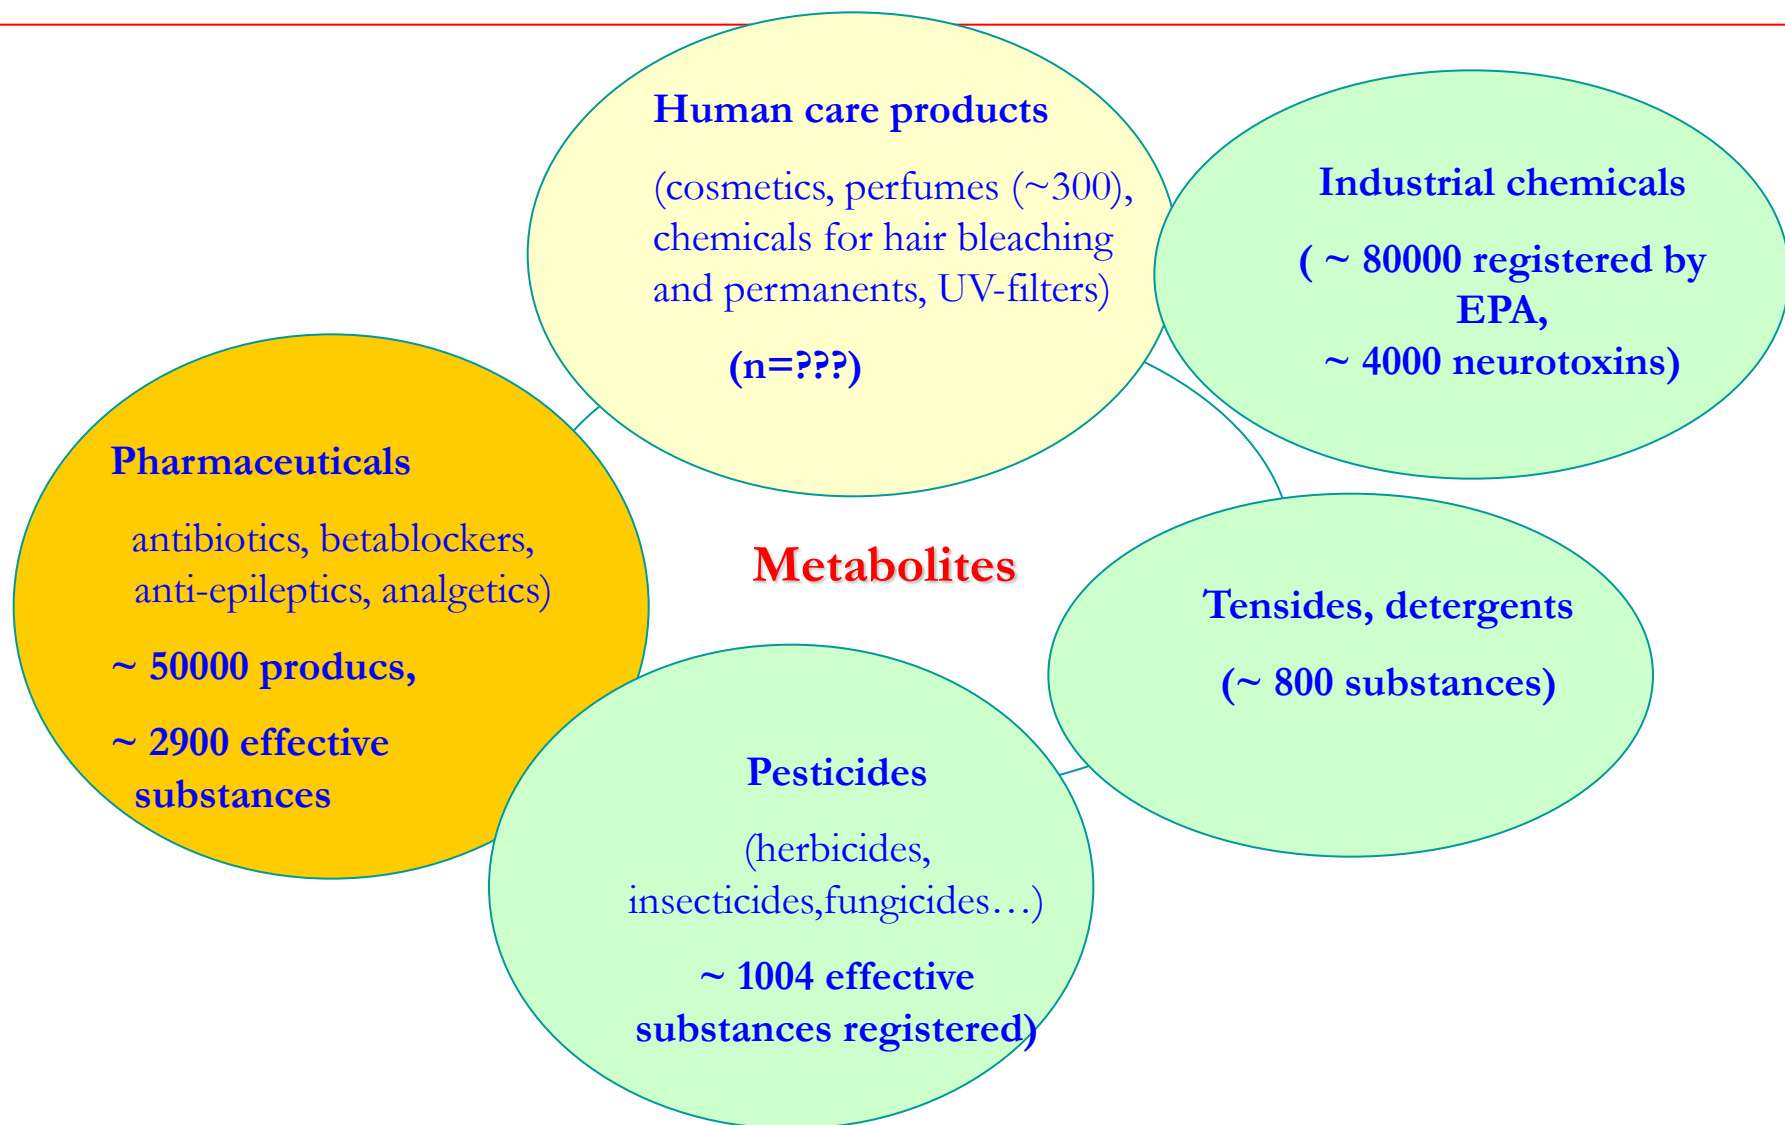 Human care products
(cosmetics, perfumes (~300),
chemicals for hair bleaching
and permanents, UV-filters)
(n=???)
Industrial chemicals
( ~ 80000 registered by
EPA,
~ 4000 neurotoxins)
Pharmaceuticals
antibiotics, betablockers,
anti-epileptics, analgetics)
~ 50000 producs,
~ 2900 effective
substances
Metabolites
Tensides, detergents
(~ 800 substances)
Pesticides
(herbicides,
insecticides,fungicides…)
~ 1004 effective
substances registered)